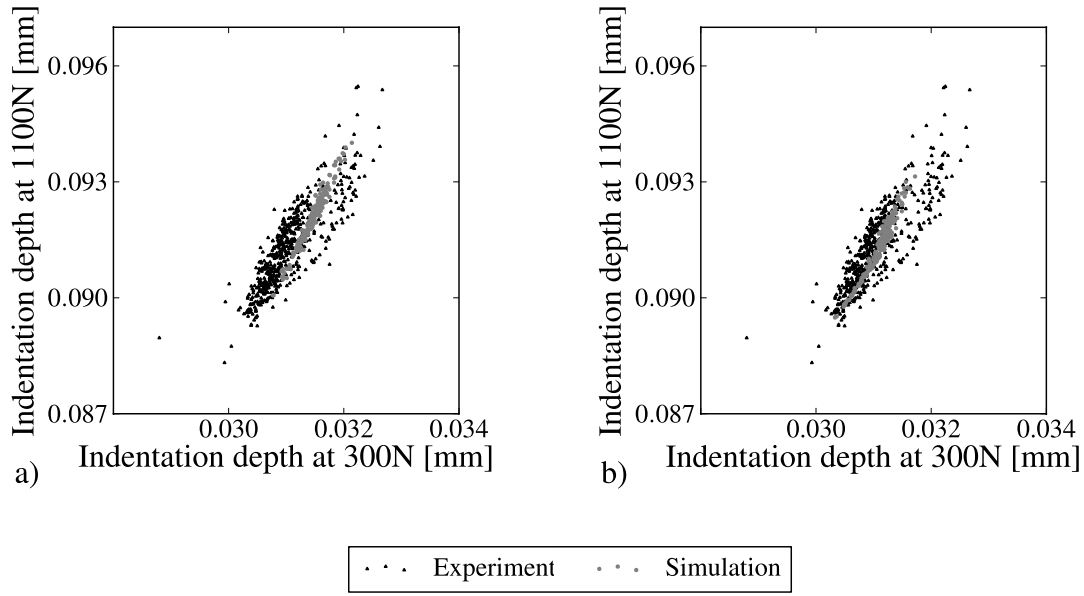 a)
Indentation depth at 1100N [mm]
0.096
0.093
0.090
0.087
0.030 0.032 0.034
Indentation depth at 300N [mm]
b)
Indentation depth at 1100N [mm]
0.096
0.093
0.090
0.087
0.030 0.032 0.034
Indentation depth at 300N [mm]
Experiment Simulation